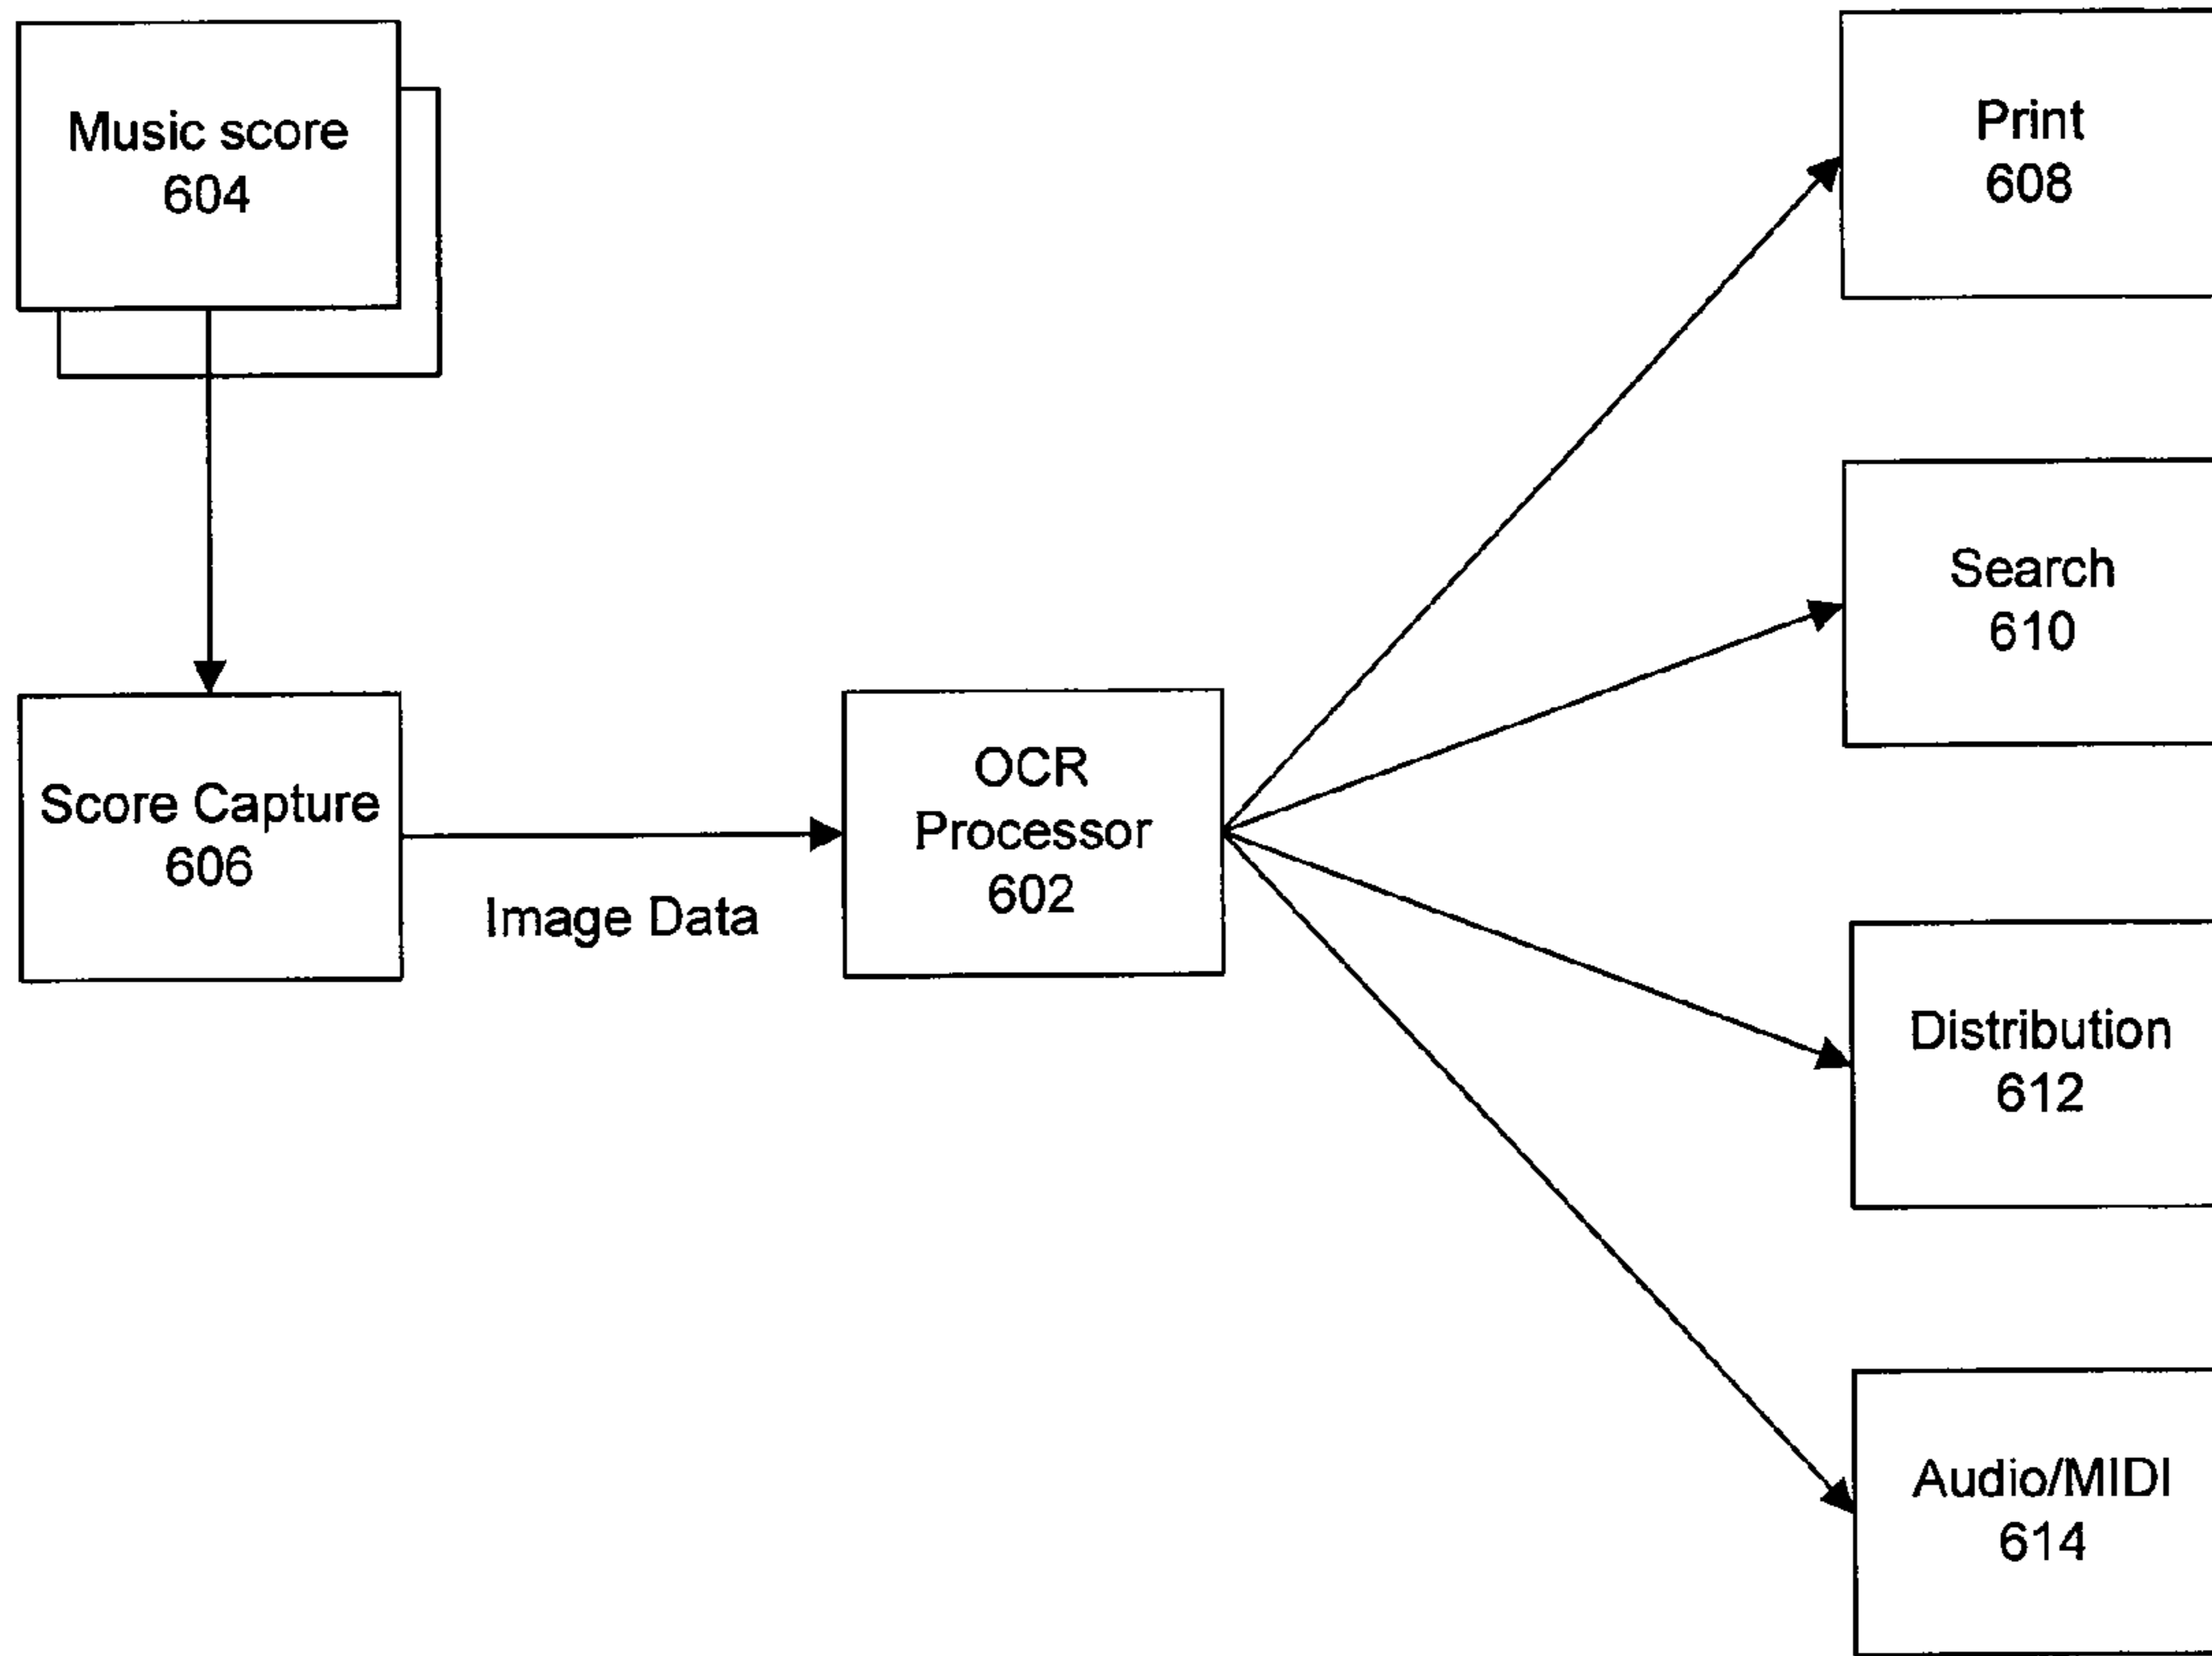 Music score
604
Score Capture
606
Image Data
OCR
Processor
602
Print
608
Search
610
Distribution
612
Audio/MIDI
614